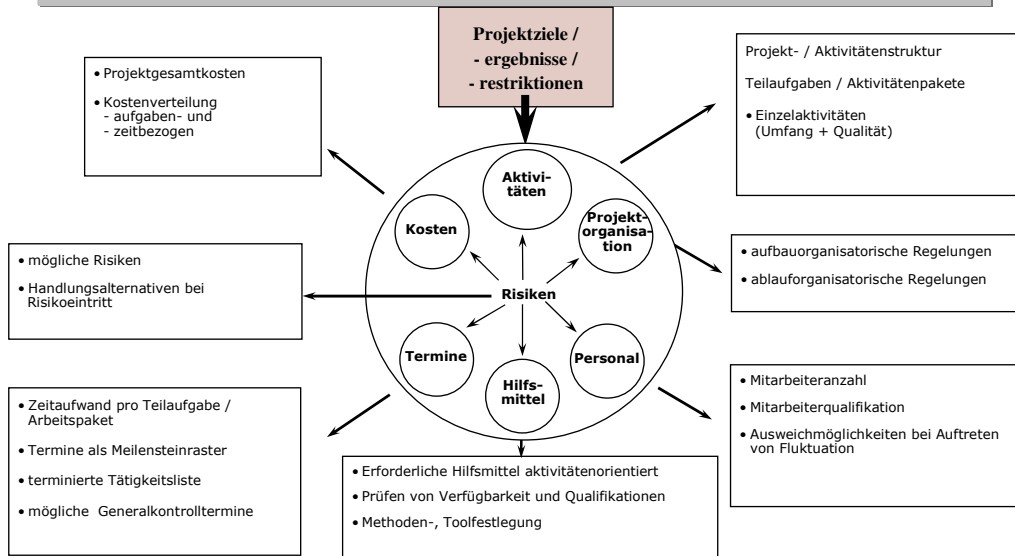 Projektziele /
- ergebnisse /
- restriktionen
• Projektgesamtkosten
• Kostenverteilung
- aufgaben- und
- zeitbezogen
Projekt- / Aktivitätenstruktur
Teilaufgaben / Aktivitätenpakete
• Einzelaktivitäten
(Umfang + Qualität)
Aktivi-
täten
Kosten
Projekt-
organisa-
tion
Risiken
Termine
Hilfs-
mittel
Personal
• mögliche Risiken
• Handlungsalternativen bei
Risikoeintritt
• aufbauorganisatorische Regelungen
• ablauforganisatorische Regelungen
• Zeitaufwand pro Teilaufgabe /
Arbeitspaket
• Termine als Meilensteinraster
• terminierte Tätigkeitsliste
• mögliche Generalkontrolltermine
• Erforderliche Hilfsmittel aktivitätenorientiert
• Prüfen von Verfügbarkeit und Qualifikationen
• Methoden-, Toolfestlegung
• Mitarbeiteranzahl
• Mitarbeiterqualifikation
• Ausweichmöglichkeiten bei Auftreten
von Fluktuation